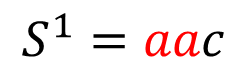 S¹ = aac